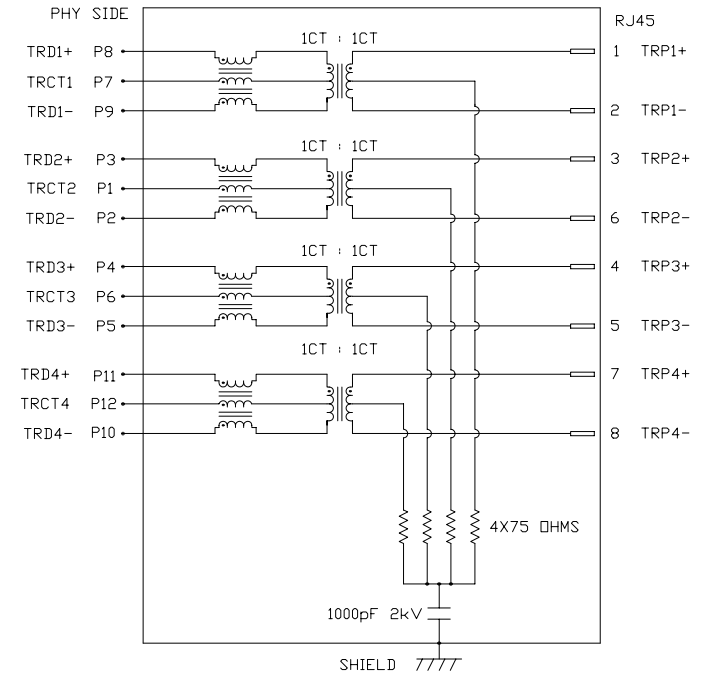 PHY SIDE
RJ45
1CT : 1CT
TRD1+ P8 1 TRP1+
TRCT1 P7
TRD1- P9 2 TRP1-
1CT : 1CT
TRD2+ P3 3 TRP2+
TRCT2 P1
TRD2- P2 6 TRP2-
1CT : 1CT
TRD3+ P4 4 TRP3+
TRCT3 P6
TRD3- P5 5 TRP3-
1CT : 1CT
TRD4+ P11 7 TRP4+
TRCT4 P12
TRD4- P10 8 TRP4-
4X75 OHMS
1000pF 2kV
SHIELD